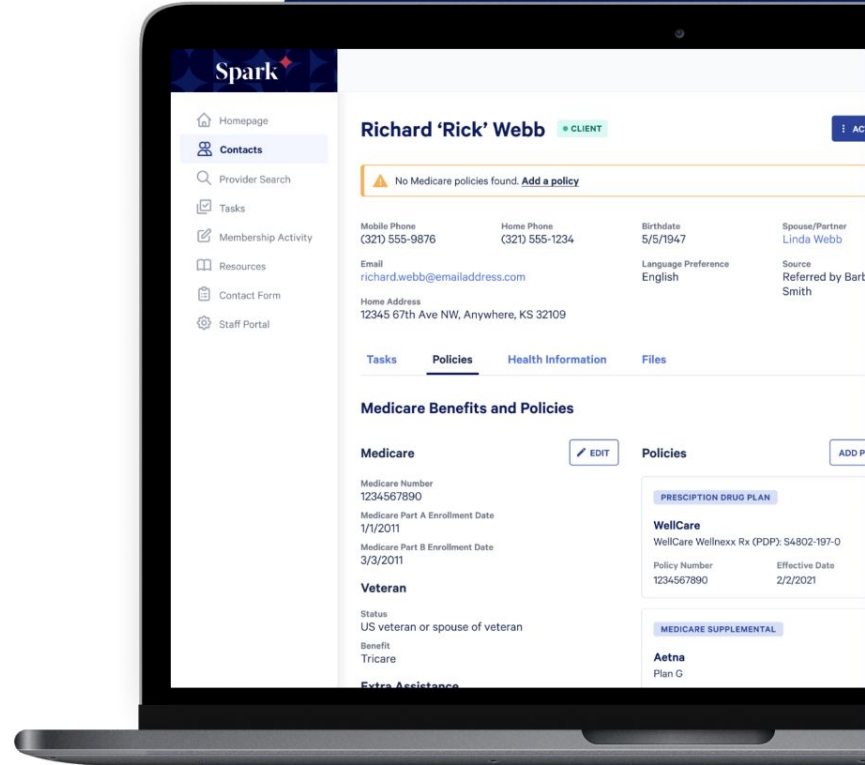 Spark
Homepage
Contacts
Provider Search
Tasks
Membership Activity
Resources
Contact Form
Staff Portal
Richard ‘Rick’ Webb
CLIENT
No Medicare policies found. Add a policy
Mobile Phone
(321) 555-9876
Home Phone
(321) 555-1234
Birthdate
5/5/1947
Spouse/Partner
Linda Webb
Email
richard.webb@emailaddress.com
Language Preference
English
Source
Referred by Barb
Smith
Home Address
12345 67th Ave NW, Anywhere, KS 32109
Tasks
Policies
Health Information
Files
Medicare Benefits and Policies
Medicare
EDIT
Medicare Number
1234567890
Medicare Part A Enrollment Date
1/1/2011
Medicare Part B Enrollment Date
3/3/2011
Veteran
Status
US veteran or spouse of veteran
Benefit
Tricare
Extra Assistance
Policies
ADD P
PRESCIPTION DRUG PLAN
WellCare
WellCare Wellnexx Rx (PDP): S4802-197-0
Policy Number
1234567890
Effective Date
2/2/2021
MEDICARE SUPPLEMENTAL
Aetna
Plan G